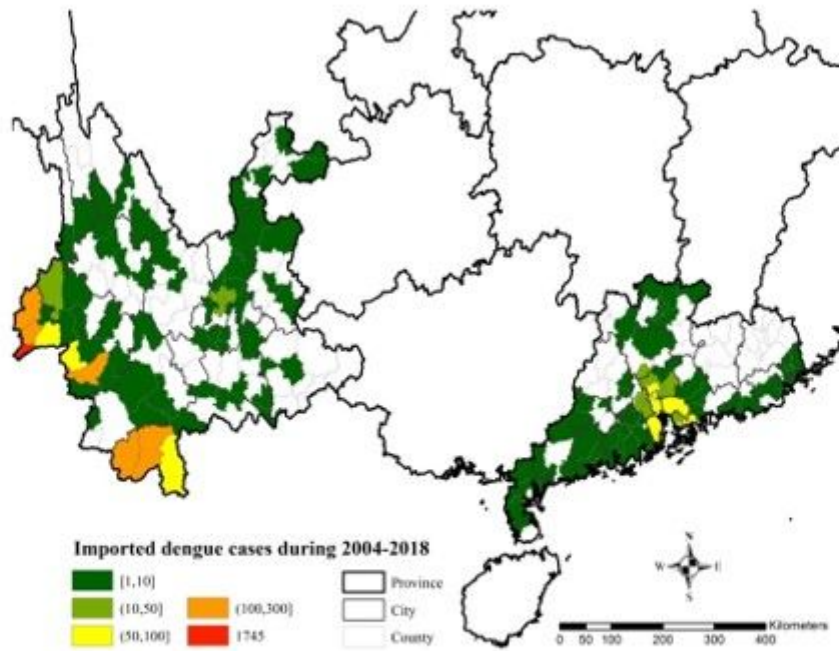 Imported dengue cases during 2004-2018
[1,10]
(10,50]
(50,100]
(100,300]
1745
Province
City
County
N
W
E
S
Kilometers
0 50 100 200 300 400